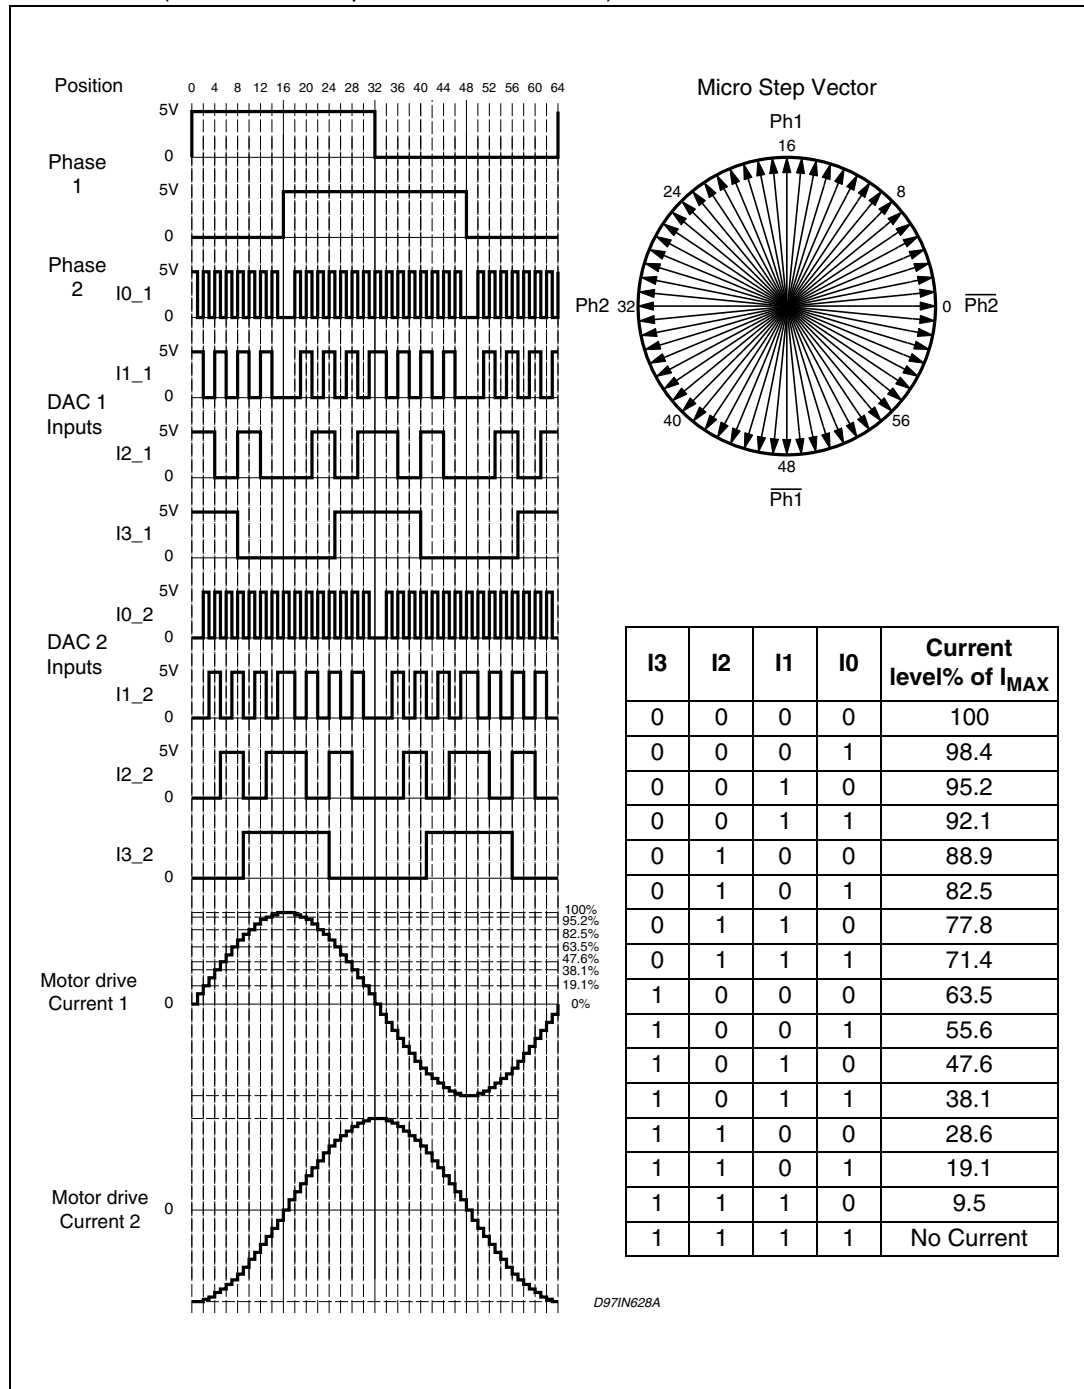 Position
0 4 8 12 16 20 24 28 32 36 40 44 48 52 56 60 64
5V
0
Phase
1
5V
0
Phase
2
I0_1
5V
0
I1_1
5V
0
DAC 1
Inputs
I2_1
5V
0
I3_1
5V
0
I0_2
5V
0
DAC 2
Inputs
I1_2
5V
0
I2_2
5V
0
I3_2
0
100%
95.2%
82.5%
63.5%
47.6%
38.1%
19.1%
0%
Motor drive
Current 1
0
Motor drive
Current 2
0
D97IN628A
Micro Step Vector
Ph1
16
24
8
Ph2 32
0 P̅h̅2̅
40
56
48
P̅h̅1̅
I3 I2 I1 I0 Current level% of IMAX
0 0 0 0 100
0 0 0 1 98.4
0 0 1 0 95.2
0 0 1 1 92.1
0 1 0 0 88.9
0 1 0 1 82.5
0 1 1 0 77.8
0 1 1 1 71.4
1 0 0 0 63.5
1 0 0 1 55.6
1 0 1 0 47.6
1 0 1 1 38.1
1 1 0 0 28.6
1 1 0 1 19.1
1 1 1 0 9.5
1 1 1 1 No Current